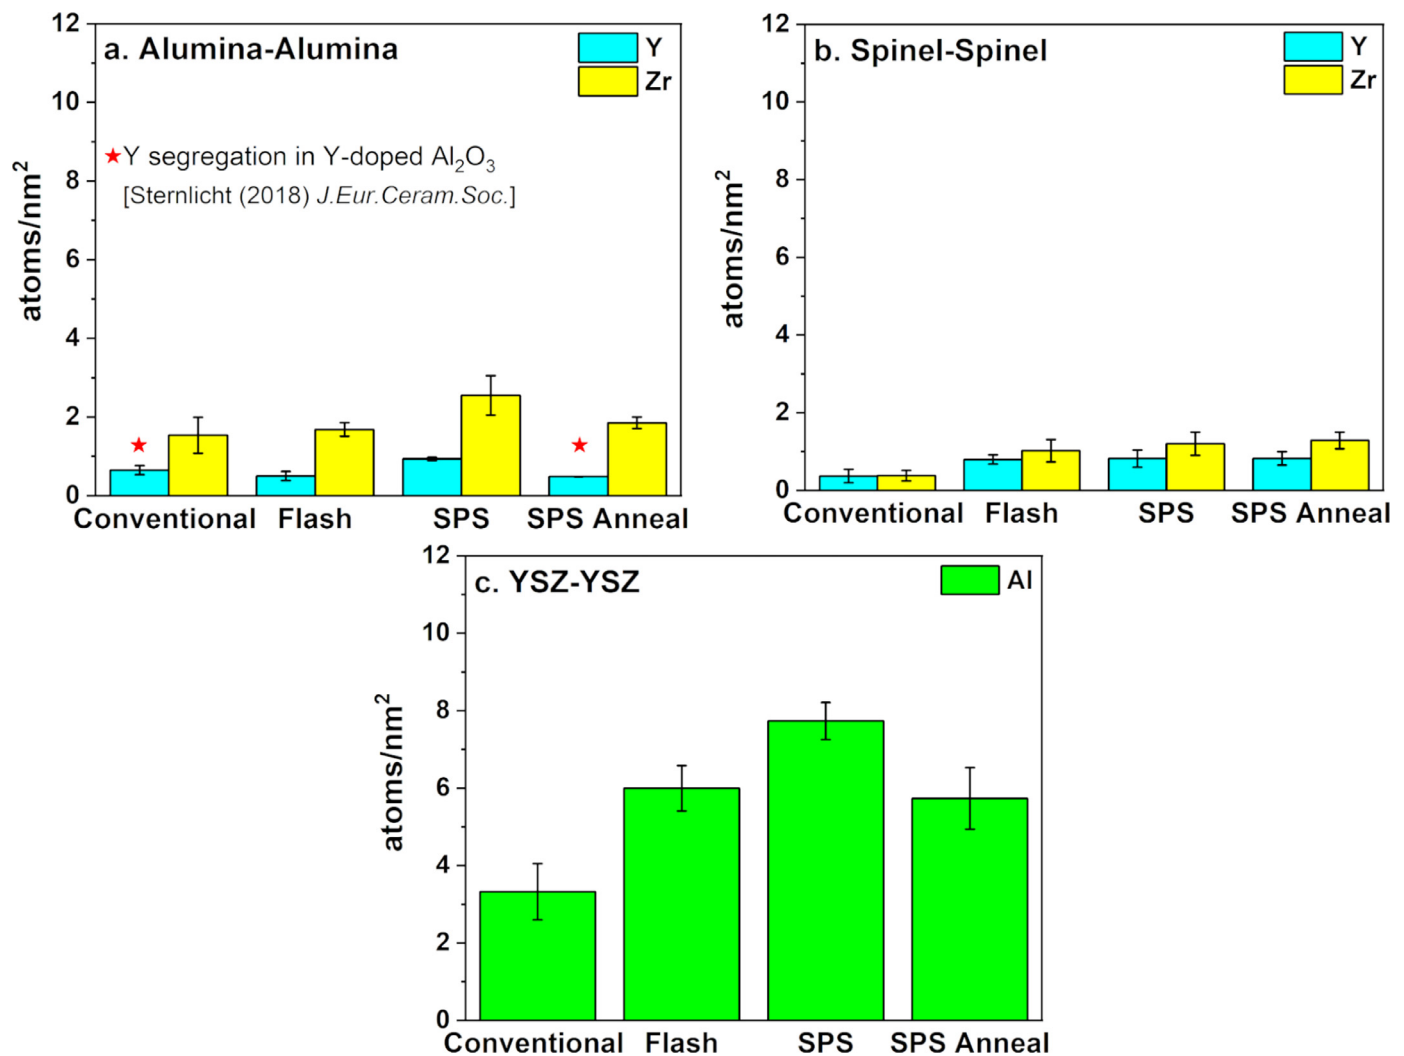 a. Alumina-Alumina
Y
Zr
★Y segregation in Y-doped Al₂O₃
[Sternlicht (2018) J.Eur.Ceram.Soc.]
atoms/nm²
12
10
8
6
4
2
0
Conventional Flash SPS SPS Anneal
b. Spinel-Spinel
Y
Zr
atoms/nm²
12
10
8
6
4
2
0
Conventional Flash SPS SPS Anneal
c. YSZ-YSZ
Al
atoms/nm²
12
10
8
6
4
2
0
Conventional Flash SPS SPS Anneal